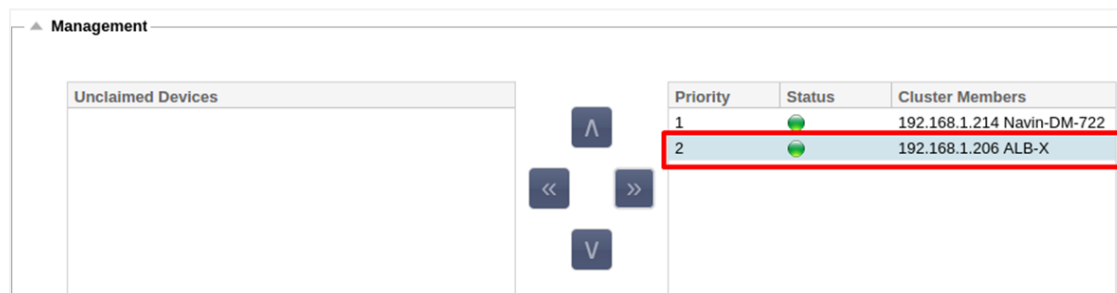 Management
Unclaimed Devices
Priority Status Cluster Members
1 192.168.1.214 Navin-DM-722
2 192.168.1.206 ALB-X